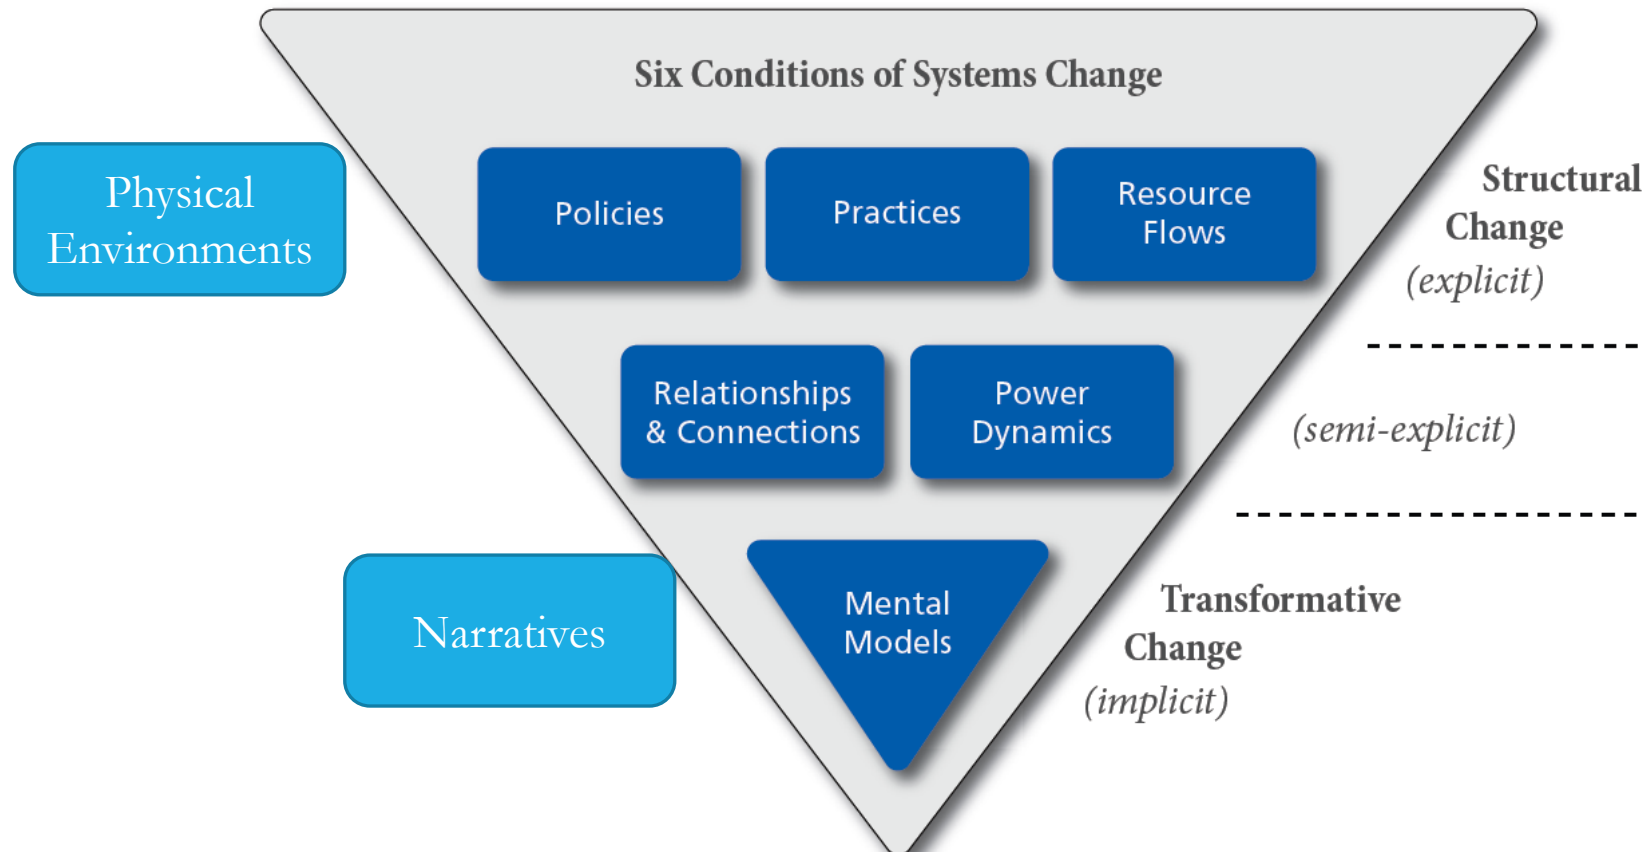 Six Conditions of Systems Change
Physical
Environments
Policies
Practices
Resource
Flows
Structural
Change
(explicit)
Relationships
& Connections
Power
Dynamics
(semi-explicit)
Narratives
Mental
Models
Transformative
Change
(implicit)